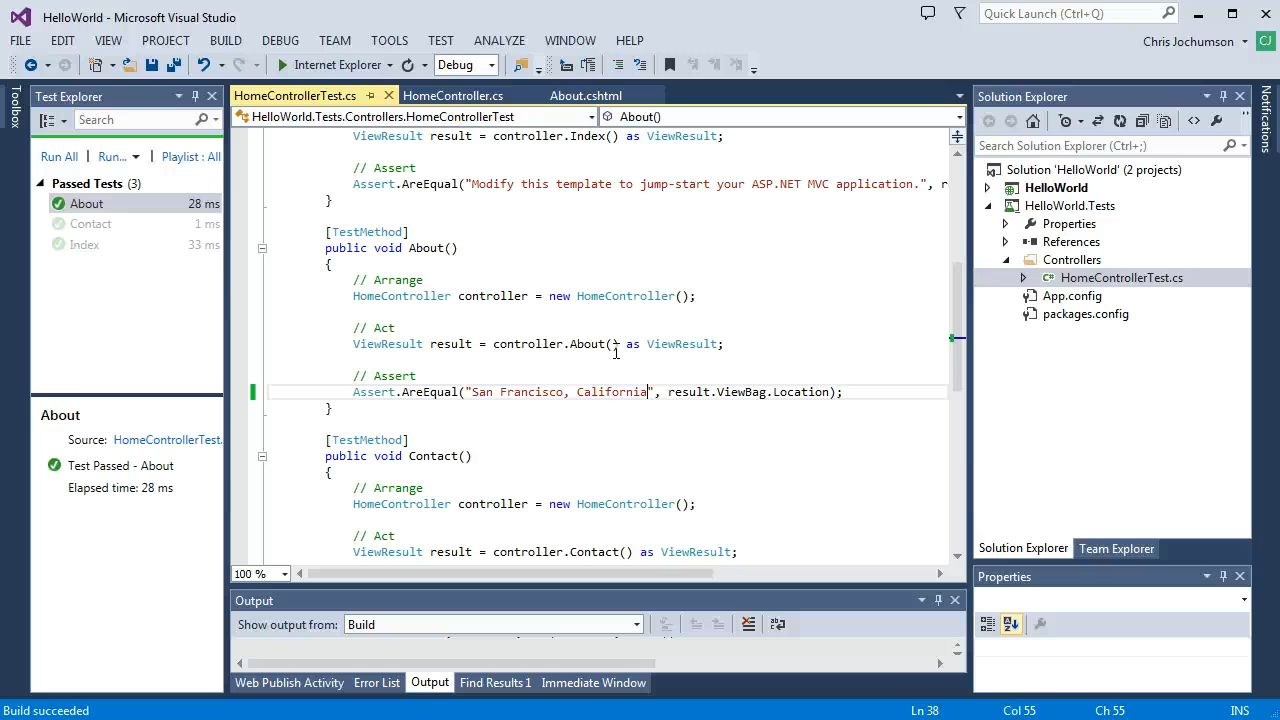 HelloWorld - Microsoft Visual Studio
Quick Launch (Ctrl+Q)
FILE EDIT VIEW PROJECT BUILD DEBUG TEAM TOOLS TEST ANALYZE WINDOW HELP
Chris Jochumson CJ
Internet Explorer Debug
Toolbox
Test Explorer
Search
Run All Run... Playlist : All
Passed Tests (3)
About 28 ms
Contact 1 ms
Index 33 ms
About
Source: HomeControllerTest.
Test Passed - About
Elapsed time: 28 ms
HomeControllerTest.cs HomeController.cs About.cshtml
HelloWorld.Tests.Controllers.HomeControllerTest About()
ViewResult result = controller.Index() as ViewResult;
// Assert
Assert.AreEqual("Modify this template to jump-start your ASP.NET MVC application.", r
}
[TestMethod]
public void About()
{
// Arrange
HomeController controller = new HomeController();
// Act
ViewResult result = controller.About() as ViewResult;
// Assert
Assert.AreEqual("San Francisco, California", result.ViewBag.Location);
}
[TestMethod]
public void Contact()
{
// Arrange
HomeController controller = new HomeController();
// Act
ViewResult result = controller.Contact() as ViewResult;
100 %
Output
Show output from: Build
Web Publish Activity Error List Output Find Results 1 Immediate Window
Solution Explorer
Search Solution Explorer (Ctrl+;)
Solution 'HelloWorld' (2 projects)
HelloWorld
HelloWorld.Tests
Properties
References
Controllers
HomeControllerTest.cs
App.config
packages.config
Solution Explorer Team Explorer
Properties
Notifications
Build succeeded
Ln 38 Col 55 Ch 55 INS